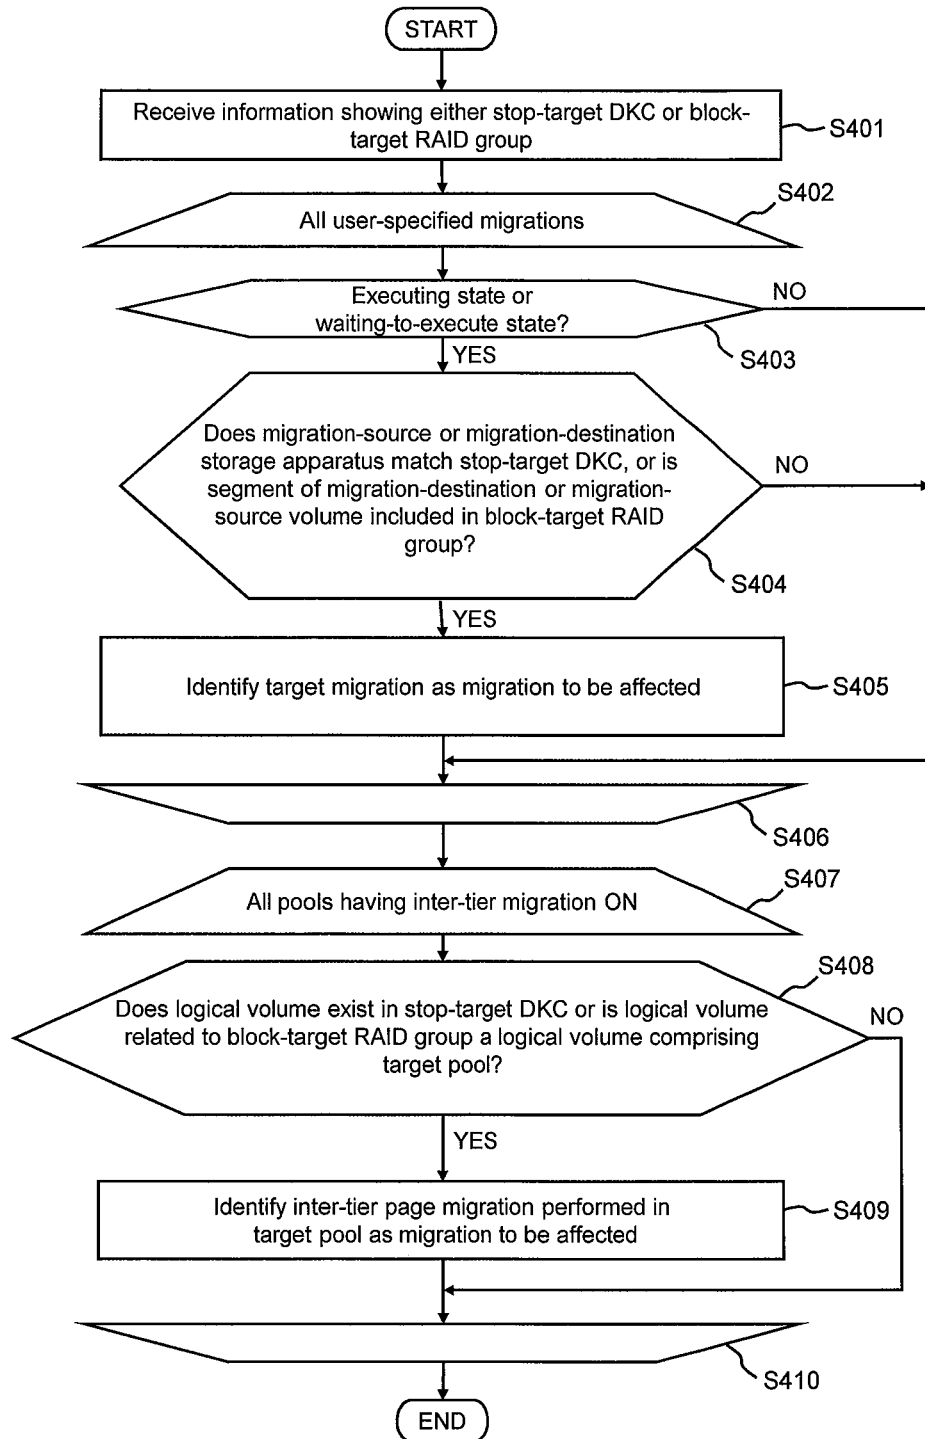 START
Receive information showing either stop-target DKC or block-
target RAID group
S401
S402
All user-specified migrations
Executing state or
waiting-to-execute state?
NO
S403
YES
Does migration-source or migration-destination
storage apparatus match stop-target DKC, or is
segment of migration-destination or migration-
source volume included in block-target RAID
group?
NO
S404
YES
Identify target migration as migration to be affected
S405
S406
S407
All pools having inter-tier migration ON
S408
Does logical volume exist in stop-target DKC or is logical volume
related to block-target RAID group a logical volume comprising
target pool?
NO
YES
Identify inter-tier page migration performed in
target pool as migration to be affected
S409
S410
END